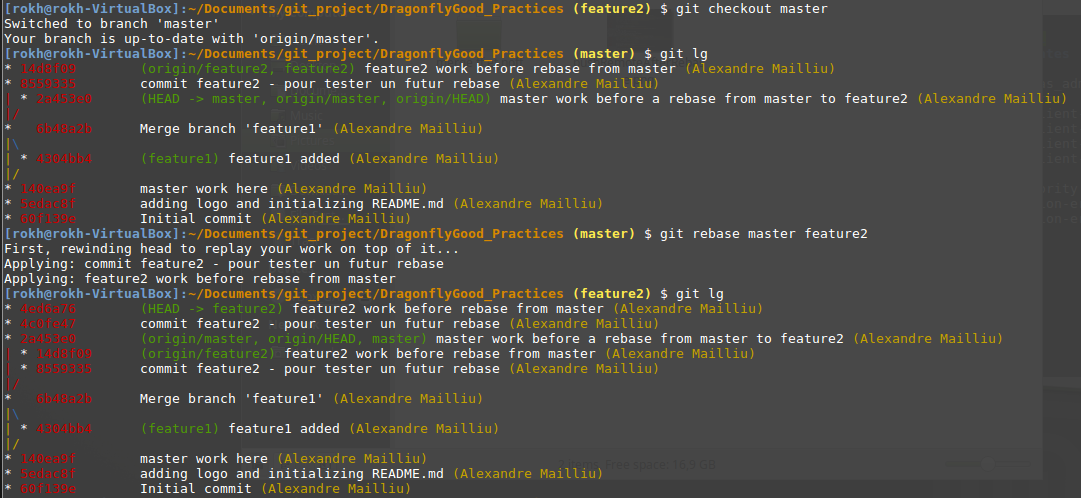 [rokh@rokh-VirtualBox]:~/Documents/git_project/DragonflyGood_Practices (feature2) $ git checkout master
Switched to branch 'master'
Your branch is up-to-date with 'origin/master'.
[rokh@rokh-VirtualBox]:~/Documents/git_project/DragonflyGood_Practices (master) $ git lg
* 14d8f09 (origin/feature2, feature2) feature2 work before rebase from master (Alexandre Mailliu)
* 8559335 commit feature2 - pour tester un futur rebase (Alexandre Mailliu)
| * 2a453e0 (HEAD -> master, origin/master, origin/HEAD) master work before a rebase from master to feature2 (Alexandre Mailliu)
|/
* 6b48a2b Merge branch 'feature1' (Alexandre Mailliu)
|\
| * 4304bb4 (feature1) feature1 added (Alexandre Mailliu)
|/
* 140ea9f master work here (Alexandre Mailliu)
* 5edac8f adding logo and initializing README.md (Alexandre Mailliu)
* 60f139e Initial commit (Alexandre Mailliu)
[rokh@rokh-VirtualBox]:~/Documents/git_project/DragonflyGood_Practices (master) $ git rebase master feature2
First, rewinding head to replay your work on top of it...
Applying: commit feature2 - pour tester un futur rebase
Applying: feature2 work before rebase from master
[rokh@rokh-VirtualBox]:~/Documents/git_project/DragonflyGood_Practices (feature2) $ git lg
* (HEAD -> feature2) feature2 work before rebase from master (Alexandre Mailliu)
* commit feature2 - pour tester un futur rebase (Alexandre Mailliu)
* 2a453e0 (origin/master, origin/HEAD, master) master work before a rebase from master to feature2 (Alexandre Mailliu)
| * 14d8f09 (origin/feature2) feature2 work before rebase from master (Alexandre Mailliu)
| * 8559335 commit feature2 - pour tester un futur rebase (Alexandre Mailliu)
|/
* 6b48a2b Merge branch 'feature1' (Alexandre Mailliu)
|\
| * 4304bb4 (feature1) feature1 added (Alexandre Mailliu)
|/
* 140ea9f master work here (Alexandre Mailliu)
* 5edac8f adding logo and initializing README.md (Alexandre Mailliu)
* 60f139e Initial commit (Alexandre Mailliu)